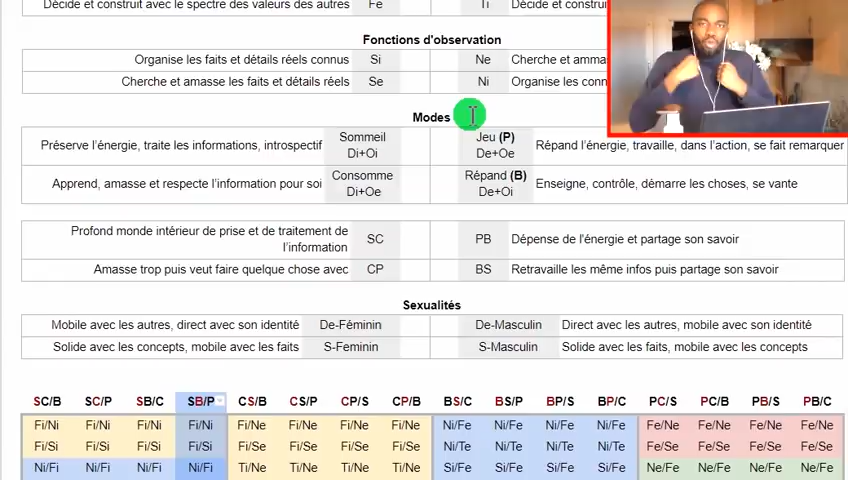 Décide et construit avec le spectre des valeurs des autres Fe Ti Décide et construit
Fonctions d'observation
Organise les faits et détails réels connus Si Ne Cherche et amma
Cherche et amasse les faits et détails réels Se Ni Organise les conn
Modes
Préserve l'énergie, traite les informations, introspectif Sommeil Di+Oi Jeu (P) De+Oe Répand l'énergie, travaille, dans l'action, se fait remarquer
Apprend, amasse et respecte l'information pour soi Consomme Di+Oe Répand (B) De+Oi Enseigne, contrôle, démarre les choses, se vante
Profond monde intérieur de prise et de traitement de
l'information SC PB Dépense de l'énergie et partage son savoir
Amasse trop puis veut faire quelque chose avec CP BS Retravaille les même infos puis partage son savoir
Sexualités
Mobile avec les autres, direct avec son identité De-Féminin De-Masculin Direct avec les autres, mobile avec son identité
Solide avec les concepts, mobile avec les faits S-Feminin S-Masculin Solide avec les faits, mobile avec les concepts
SC/B SC/P SB/C SB/P CS/B CS/P CP/S CP/B BS/C BS/P BP/S BP/C PC/S PC/B PB/S PB/C
Fi/Ni Fi/Ni Fi/Ni Fi/Ni Fi/Ne Fi/Ne Fi/Ne Fi/Ne Ni/Fe Ni/Fe Ni/Fe Ni/Fe Fe/Ne Fe/Ne Fe/Ne Fe/Ne
Fi/Si Fi/Si Fi/Si Fi/Si Fi/Se Fi/Se Fi/Se Fi/Se Ni/Te Ni/Te Ni/Te Ni/Te Fe/Se Fe/Se Fe/Se Fe/Se
Ni/Fi Ni/Fi Ni/Fi Ni/Fi Ti/Ne Ti/Ne Ti/Ne Ti/Ne Si/Fe Si/Fe Si/Fe Si/Fe Ne/Fe Ne/Fe Ne/Fe Ne/Fe